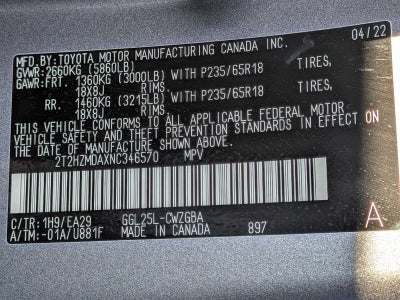 MFD. BY: TOYOTA MOTOR MANUFACTURING CANADA INC. 04/22
GVWR: 2660KG (5860LB)
GAWR: FRT. 1360KG (3000LB) WITH P235/65R18 TIRES,
18X8J RIMS
RR. 1460KG (3215LB) WITH P235/65R18 TIRES,
18X8J RIMS
THIS VEHICLE CONFORMS TO ALL APPLICABLE FEDERAL MOTOR
VEHICLE SAFETY AND THEFT PREVENTION STANDARDS IN EFFECT ON
THE DATE OF MANUFACTURE SHOWN ABOVE.
2T2HZMDAXNC346570 MPV
C/TR: 1H9/EA29 GGL25L-CWZGBA A
A/TM: -01A/U881F MADE IN CANADA 897